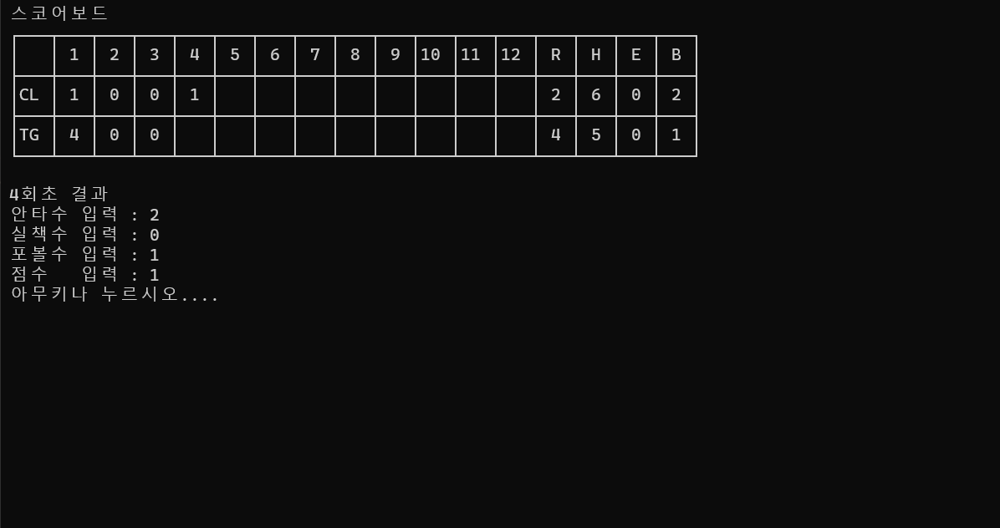 스코어보드
1 2 3 4 5 6 7 8 9 10 11 12 R H E B
CL 1 0 0 1 2 6 0 2
TG 4 0 0 4 5 0 1
4회초 결과
안타수 입력 : 2
실책수 입력 : 0
포볼수 입력 : 1
점수 입력 : 1
아무키나 누르시오....